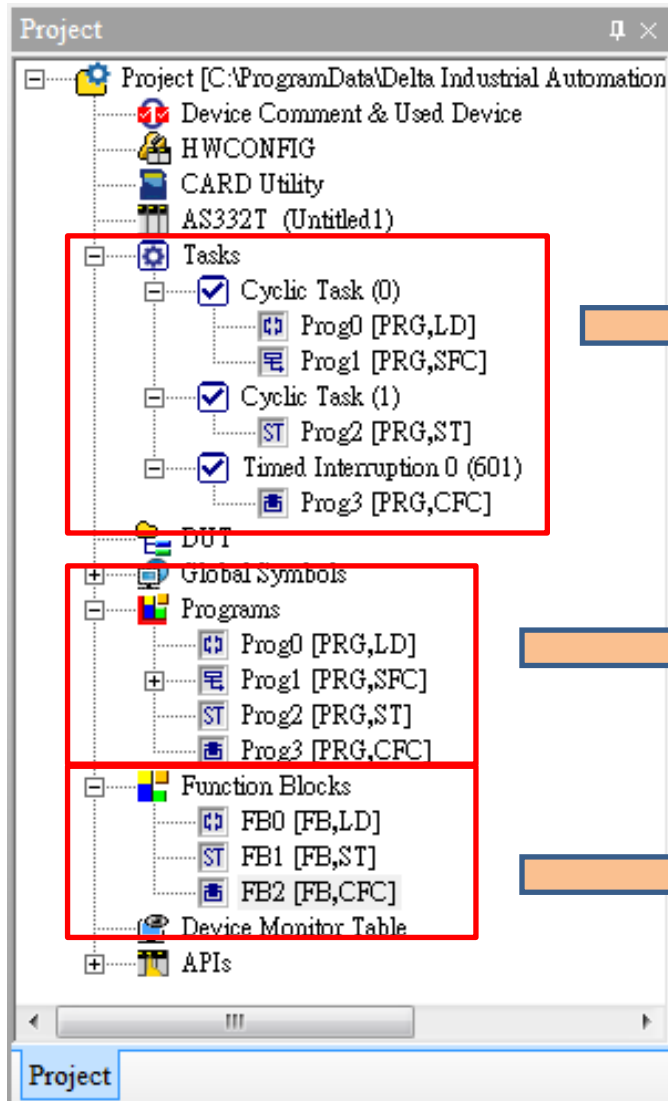 Project
Project [C:\ProgramData\Delta Industrial Automation
Device Comment & Used Device
HWCONFIG
CARD Utility
AS332T (Untitled1)
Tasks
Cyclic Task (0)
Prog0 [PRG,LD]
Prog1 [PRG,SFC]
Cyclic Task (1)
ST Prog2 [PRG,ST]
Timed Interruption 0 (601)
Prog3 [PRG,CFC]
DUT
Global Symbols
Programs
Prog0 [PRG,LD]
Prog1 [PRG,SFC]
ST Prog2 [PRG,ST]
Prog3 [PRG,CFC]
Function Blocks
FB0 [FB,LD]
ST FB1 [FB,ST]
FB2 [FB,CFC]
Device Monitor Table
APIs
Project